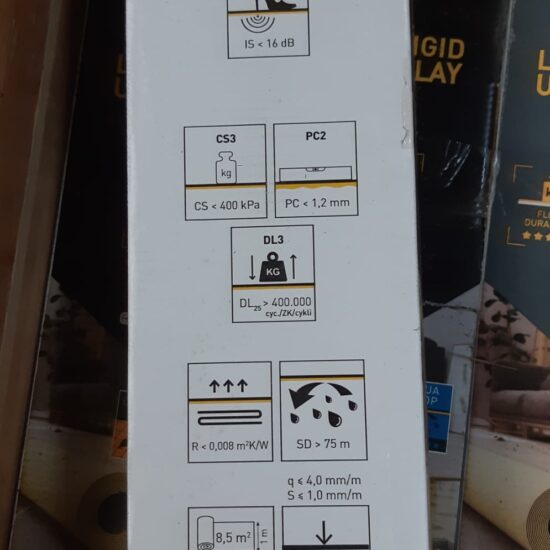 IS < 16 dB
CS3
kg
CS < 400 kPa
PC2
PC < 1,2 mm
DL3
KG
DL25 > 400.000
cyc./ZK/cykli
R < 0,008 m²K/W
SD > 75 m
q ≤ 4,0 mm/m
S ≤ 1,0 mm/m
8,5 m²
1 m
IGID
LAY
L
U